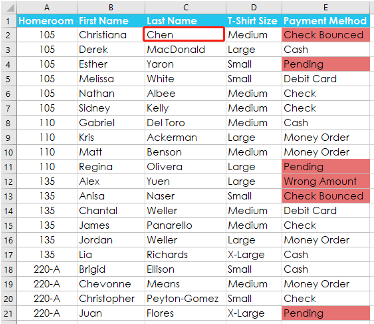 A B C D E
1 Homeroom First Name Last Name T-Shirt Size Payment Method
2 105 Christiana Chen Medium Check Bounced
3 105 Derek MacDonald Large Cash
4 105 Esther Yaron Small Pending
5 105 Melissa White Small Debit Card
6 105 Nathan Albee Medium Check
7 105 Sidney Kelly Medium Check
8 110 Gabriel Del Toro Medium Cash
9 110 Kris Ackerman Large Money Order
10 110 Matt Benson Medium Money Order
11 110 Regina Olivera Large Pending
12 135 Alex Yuen Large Wrong Amount
13 135 Anisa Naser Small Check Bounced
14 135 Chantal Weller Medium Debit Card
15 135 James Panarello Medium Check
16 135 Jordan Weller Large Money Order
17 135 Lia Richards X-Large Cash
18 220-A Brigid Ellison Small Cash
19 220-A Chevonne Means Medium Money Order
20 220-A Christopher Peyton-Gomez Small Check
21 220-A Juan Flores X-Large Pending